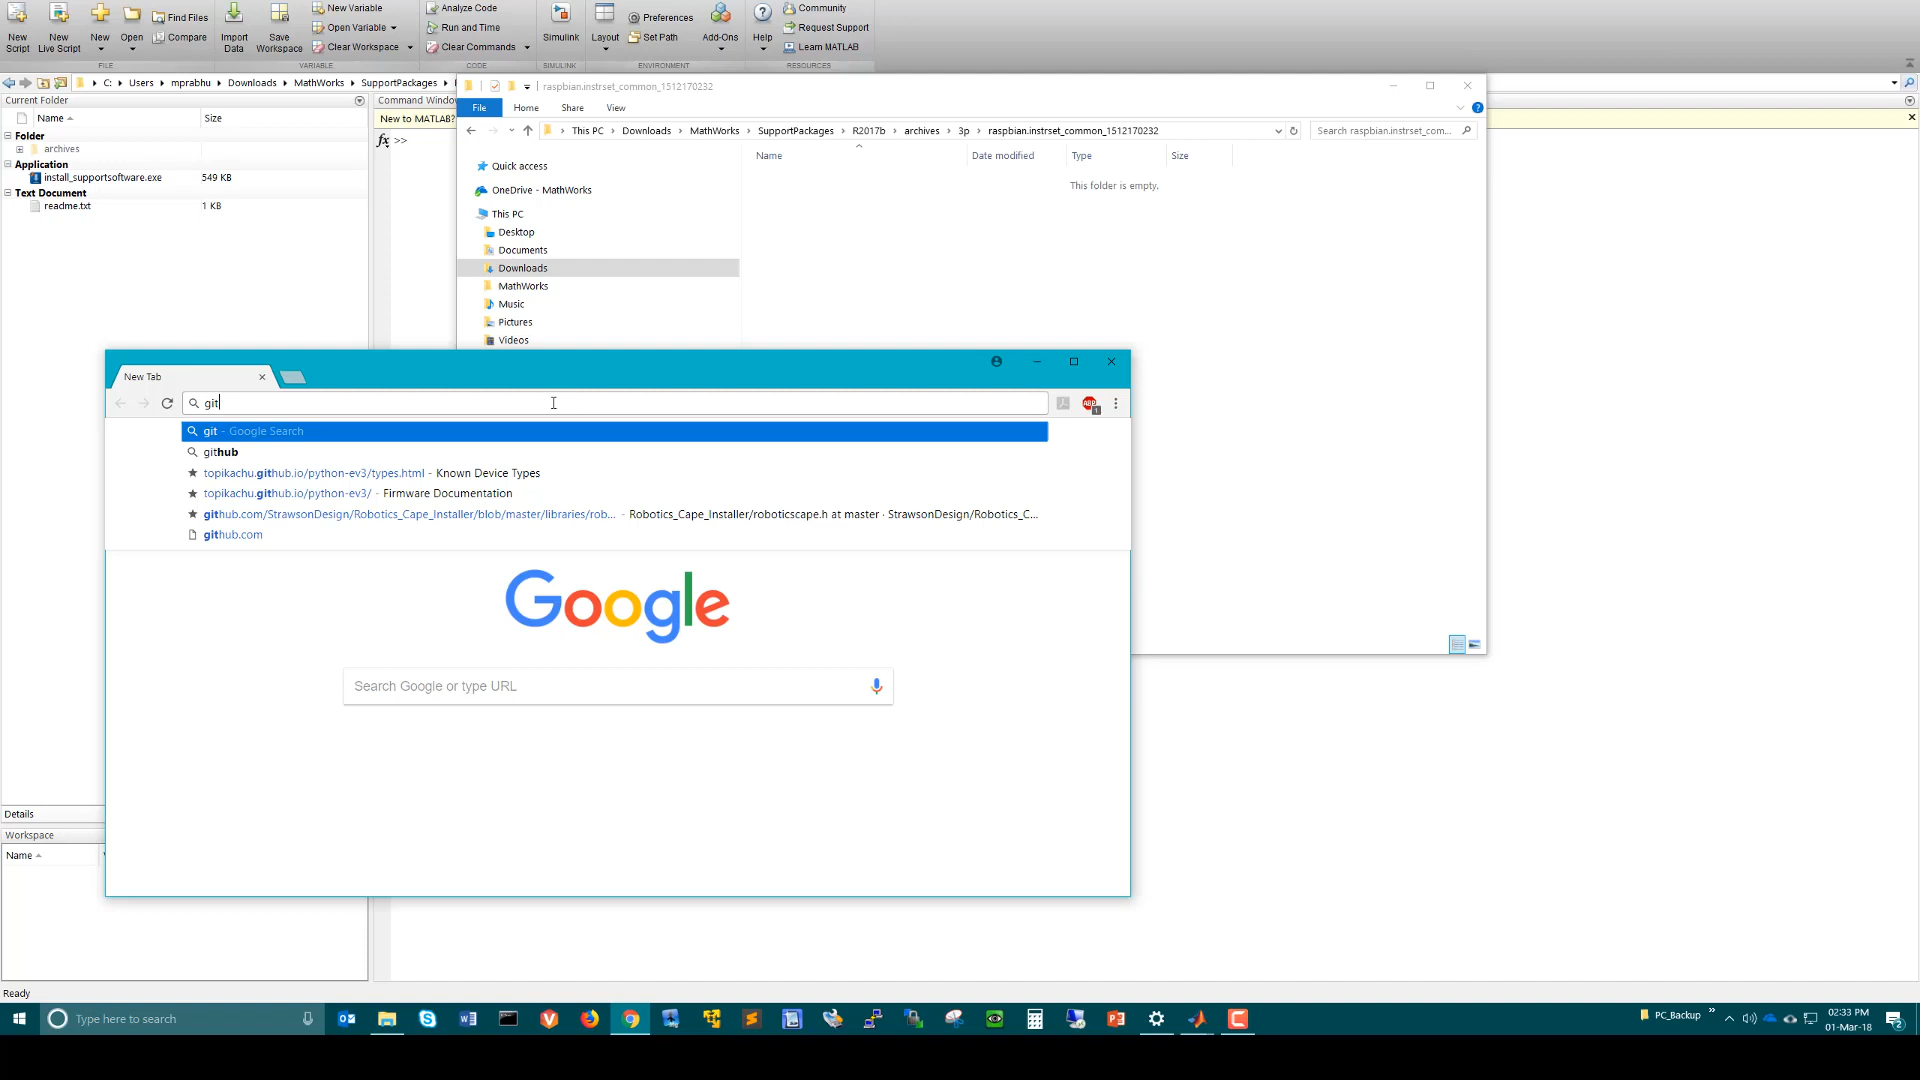 New Script
New Live Script
New
Open
Find Files
Compare
Import Data
Save Workspace
New Variable
Open Variable
Clear Workspace
Analyze Code
Run and Time
Clear Commands
Simulink
Layout
Preferences
Set Path
Add-Ons
Help
Community
Request Support
Learn MATLAB
FILE
VARIABLE
CODE
SIMULINK
ENVIRONMENT
RESOURCES
C: Users mprabhu Downloads MathWorks SupportPackages
Current Folder
Name Size
Folder
archives
Application
install_supportsoftware.exe 549 KB
Text Document
readme.txt 1 KB
Command Windo
New to MATLAB?
fx >>
raspbian.instrset_common_1512170232
File Home Share View
This PC Downloads MathWorks SupportPackages R2017b archives 3p raspbian.instrset_common_1512170232
Search raspbian.instrset_com...
Name Date modified Type Size
This folder is empty.
Quick access
OneDrive - MathWorks
This PC
Desktop
Documents
Downloads
MathWorks
Music
Pictures
Videos
New Tab
git
ABP
1
git - Google Search
github
topikachu.github.io/python-ev3/types.html - Known Device Types
topikachu.github.io/python-ev3/ - Firmware Documentation
github.com/StrawsonDesign/Robotics_Cape_Installer/blob/master/libraries/rob... - Robotics_Cape_Installer/roboticscape.h at master · StrawsonDesign/Robotics_C...
github.com
Google
Search Google or type URL
Details
Workspace
Name
Ready
Type here to search
PC_Backup
02:33 PM
01-Mar-18
2